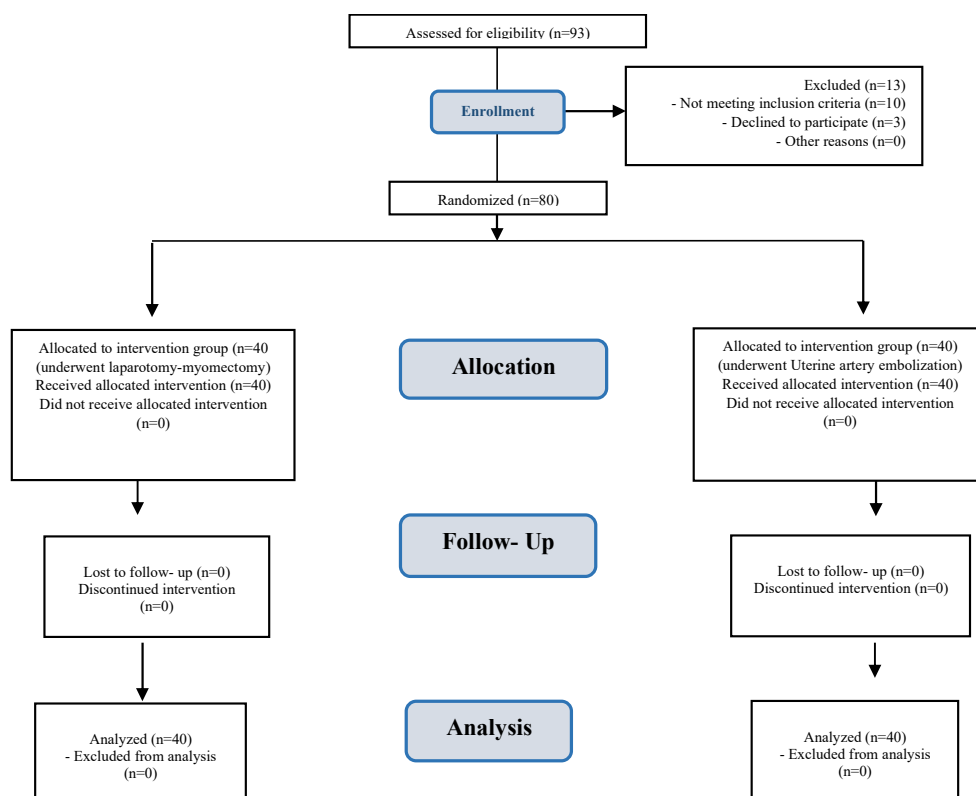 Assessed for eligibility (n=93)
Enrollment
Excluded (n=13)
- Not meeting inclusion criteria (n=10)
- Declined to participate (n=3)
- Other reasons (n=0)
Randomized (n=80)
Allocated to intervention group (n=40
(underwent laparotomy-myomectomy)
Received allocated intervention (n=40)
Did not receive allocated intervention
(n=0)
Allocation
Allocated to intervention group (n=40)
(underwent Uterine artery embolization)
Received allocated intervention (n=40)
Did not receive allocated intervention
(n=0)
Follow- Up
Lost to follow- up (n=0)
Discontinued intervention
(n=0)
Lost to follow- up (n=0)
Discontinued intervention (n=0)
Analysis
Analyzed (n=40)
- Excluded from analysis
(n=0)
Analyzed (n=40)
- Excluded from analysis
(n=0)